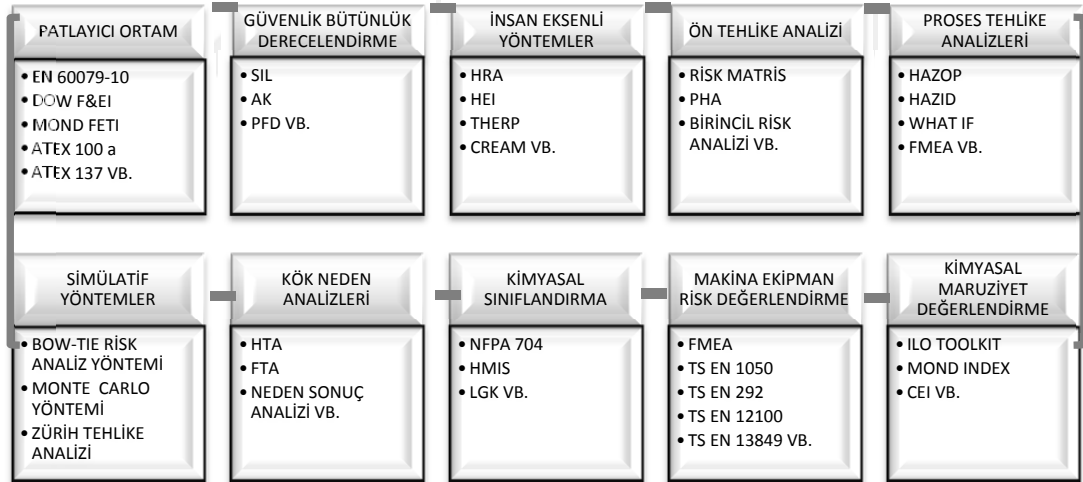 PATLAYICI ORTAM
• EN 60079-10
• DOW F&EI
• MOND FETI
• ATEX 100 a
• ATEX 137 VB.
GÜVENLİK BÜTÜNLÜK
DERECELENDİRME
• SIL
• AK
• PFD VB.
İNSAN EKSENLİ
YÖNTEMLER
• HRA
• HEI
• THERP
• CREAM VB.
ÖN TEHLİKE ANALİZİ
• RİSK MATRİS
• PHA
• BİRİNCİL RİSK
ANALİZİ VB.
PROSES TEHLİKE
ANALİZLERİ
• HAZOP
• HAZID
• WHAT IF
• FMEA VB.
SİMÜLATİF
YÖNTEMLER
• BOW-TIE RİSK
ANALİZ YÖNTEMİ
• MONTE CARLO
YÖNTEMİ
• ZÜRİH TEHLİKE
ANALİZİ
KÖK NEDEN
ANALİZLERİ
• HTA
• FTA
• NEDEN SONUÇ
ANALİZİ VB.
KİMYASAL
SINIFLANDIRMA
• NFPA 704
• HMIS
• LGK VB.
MAKİNA EKİPMAN
RİSK DEĞERLENDİRME
• FMEA
• TS EN 1050
• TS EN 292
• TS EN 12100
• TS EN 13849 VB.
KİMYASAL
MARUZİYET
DEĞERLENDİRME
• ILO TOOLKIT
• MOND INDEX
• CEI VB.